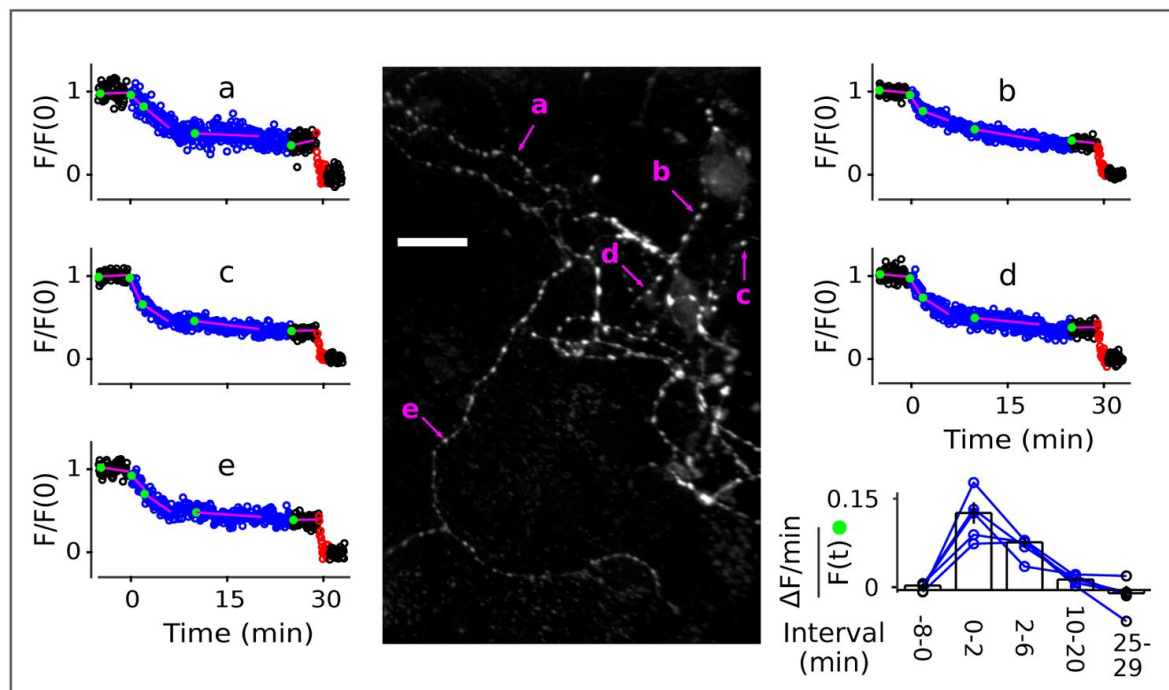 a
F/F(0)
1
0
c
F/F(0)
1
0
e
F/F(0)
1
0
0
15
30
Time (min)
a
b
d
c
e
b
F/F(0)
1
0
d
F/F(0)
1
0
0
15
30
Time (min)
ΔF/min
F(t)
0.15
0
Interval
(min)
-8-0
0-2
2-6
10-20
25-
29